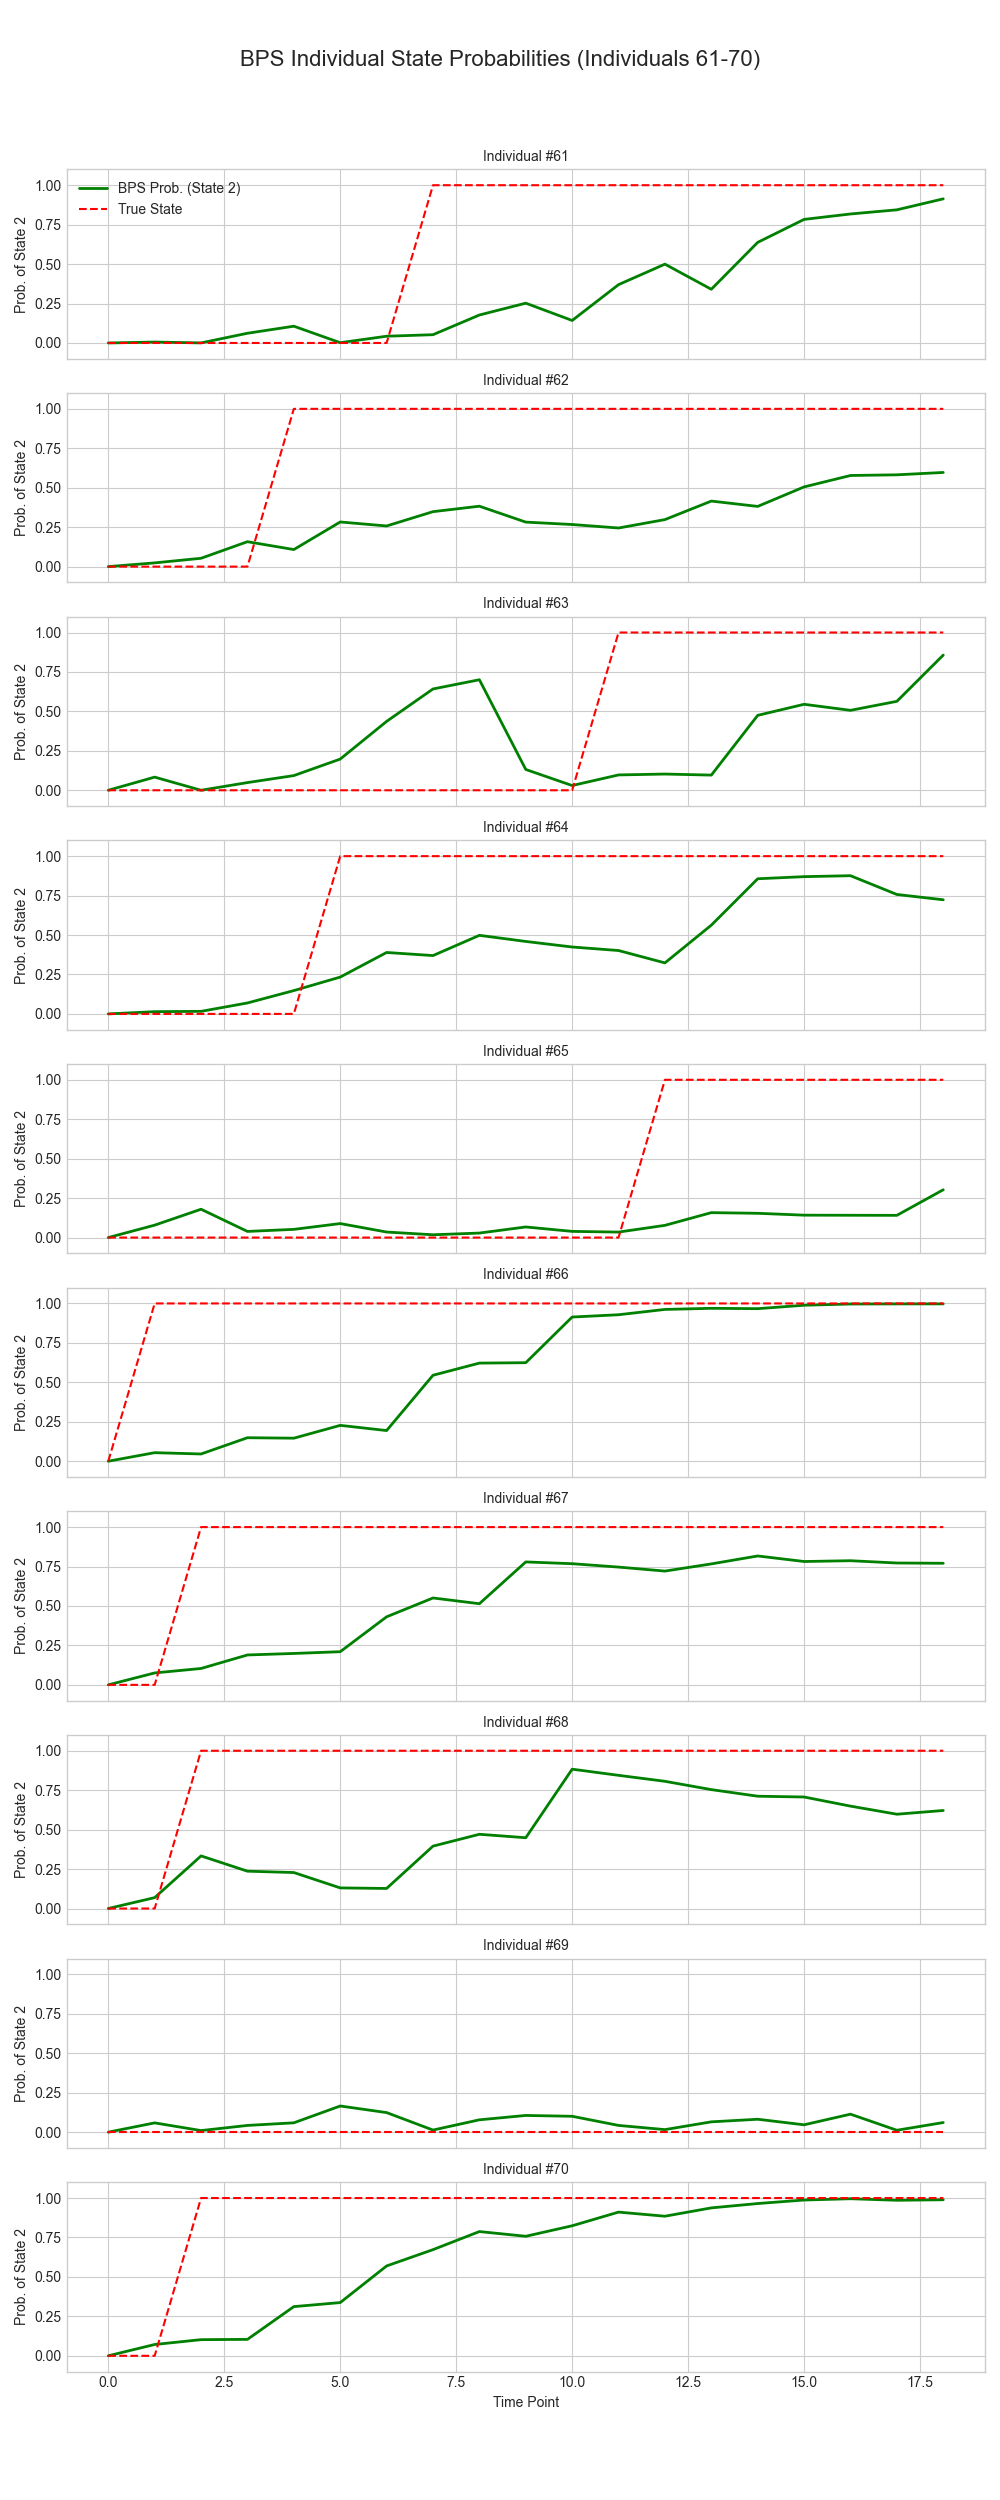 BPS Individual State Probabilities (Individuals 61-70)
Individual #61
BPS Prob. (State 2)
True State
Prob. of State 2
1.00
0.75
0.50
0.25
0.00
Individual #62
Prob. of State 2
1.00
0.75
0.50
0.25
0.00
Individual #63
Prob. of State 2
1.00
0.75
0.50
0.25
0.00
Individual #64
Prob. of State 2
1.00
0.75
0.50
0.25
0.00
Individual #65
Prob. of State 2
1.00
0.75
0.50
0.25
0.00
Individual #66
Prob. of State 2
1.00
0.75
0.50
0.25
0.00
Individual #67
Prob. of State 2
1.00
0.75
0.50
0.25
0.00
Individual #68
Prob. of State 2
1.00
0.75
0.50
0.25
0.00
Individual #69
Prob. of State 2
1.00
0.75
0.50
0.25
0.00
Individual #70
Prob. of State 2
1.00
0.75
0.50
0.25
0.00
0.0 2.5 5.0 7.5 10.0 12.5 15.0 17.5
Time Point